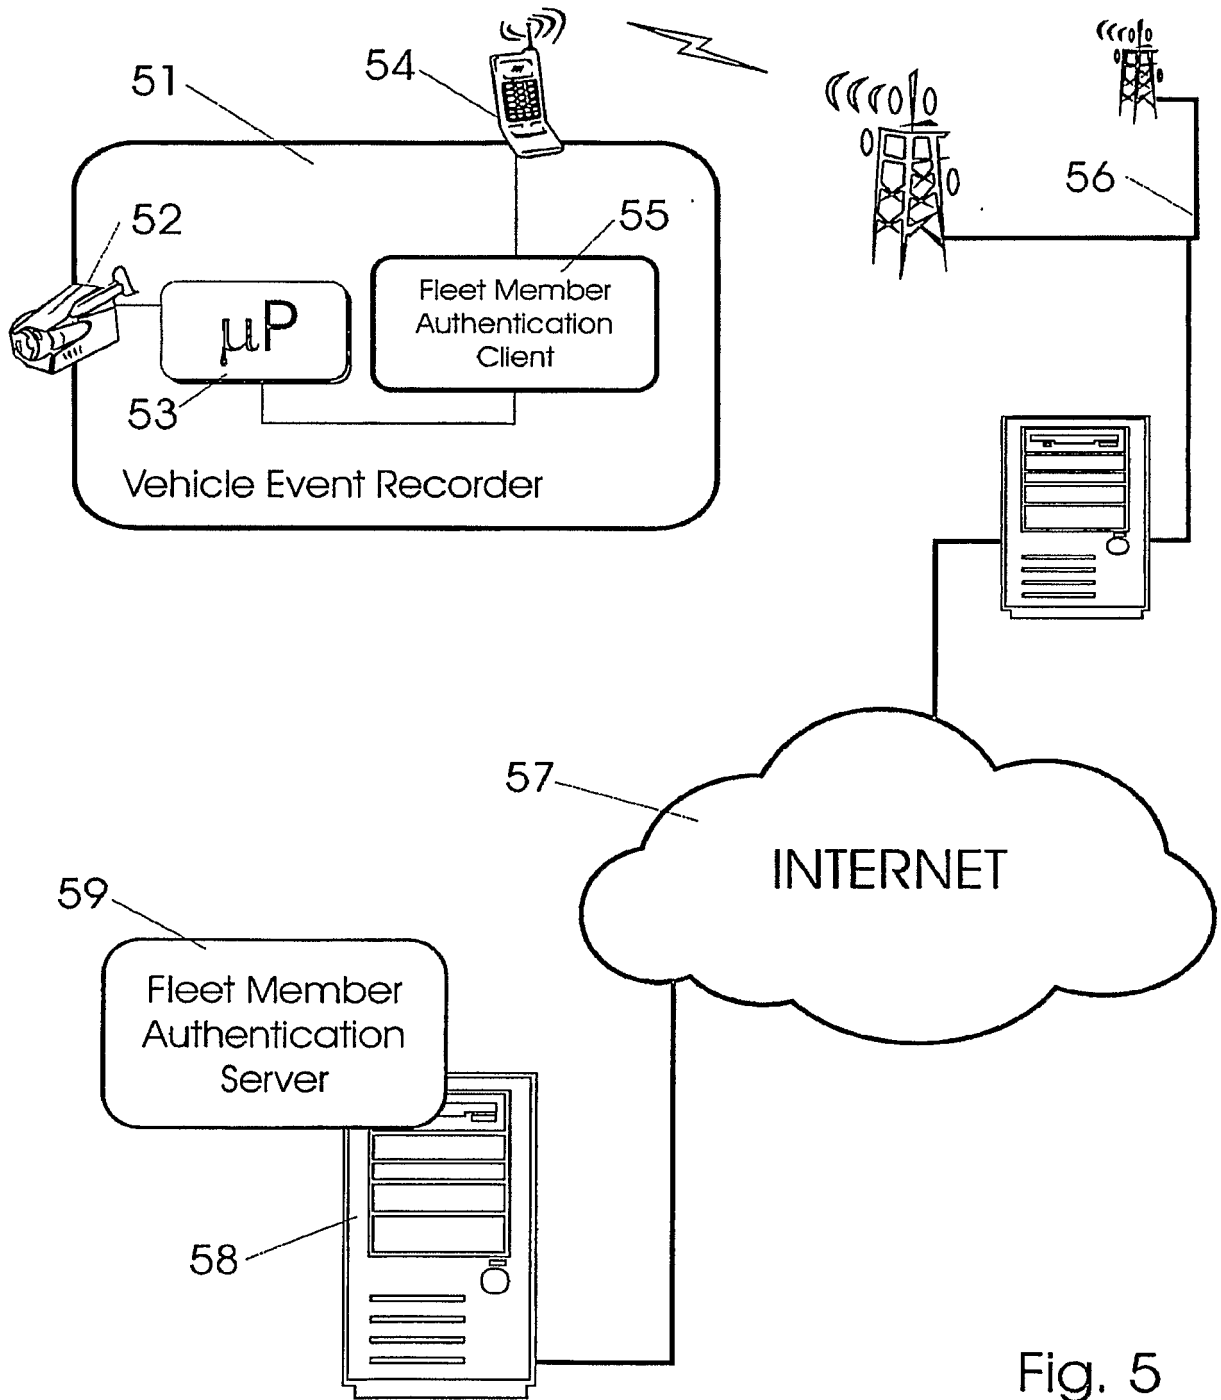 51
54
56
52
55
Fleet Member
Authentication
Client
µP
53
Vehicle Event Recorder
57
INTERNET
59
Fleet Member
Authentication
Server
58
Fig. 5